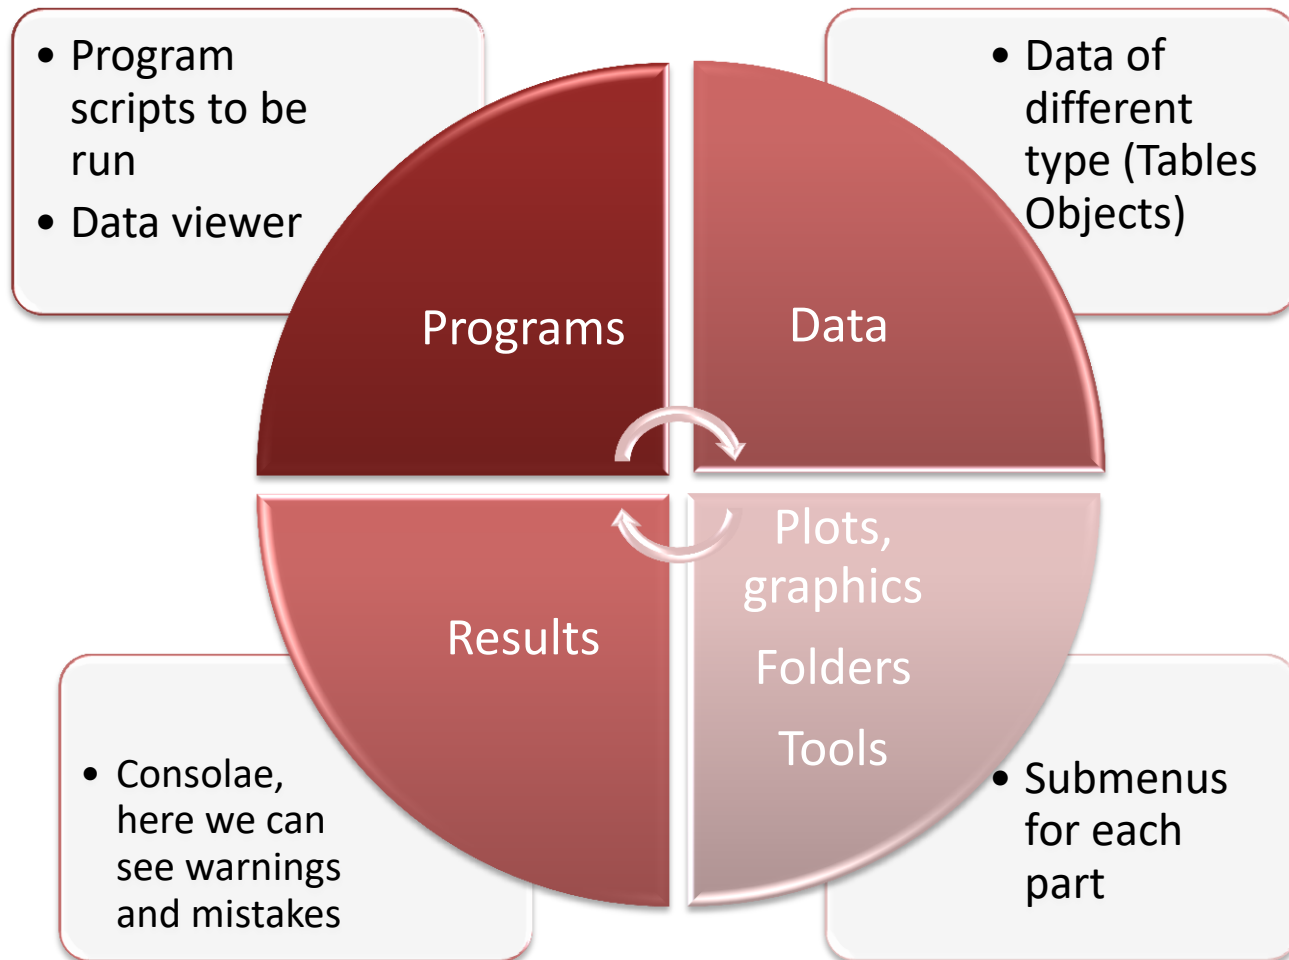 • Program
scripts to be
run
• Data viewer
• Data of
different
type (Tables
Objects)
Programs
Data
Results
Plots,
graphics
Folders
Tools
• Consolae,
here we can
see warnings
and mistakes
• Submenus
for each
part